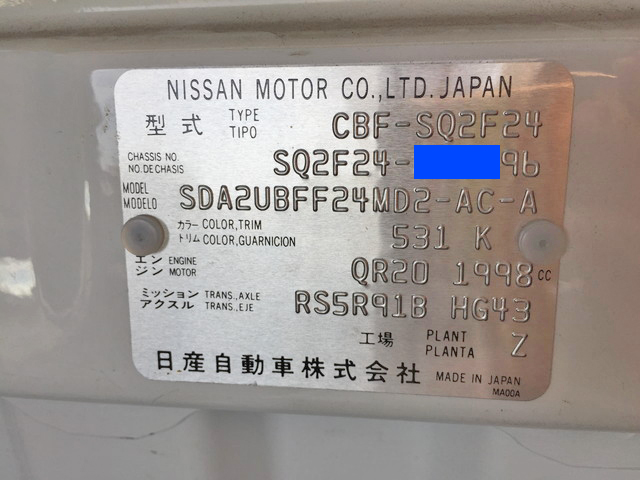 NISSAN MOTOR CO.,LTD.JAPAN
型式 TYPE TIPO CBF-SQ2F24
CHASSIS NO. NO.DE CHASIS SQ2F24- 96
MODEL MODELO SDA2UBFF24MD2-AC-A
カラー COLOR,TRIM
トリム COLOR,GUARNICION 531 K
エン ENGINE
ジン MOTOR QR20 1998 cc
ミッション TRANS.,AXLE
アクスル TRANS.,EJE RS5R91B HG43
工場 PLANT PLANTA Z
日産自動車株式会社 MADE IN JAPAN
MA00A